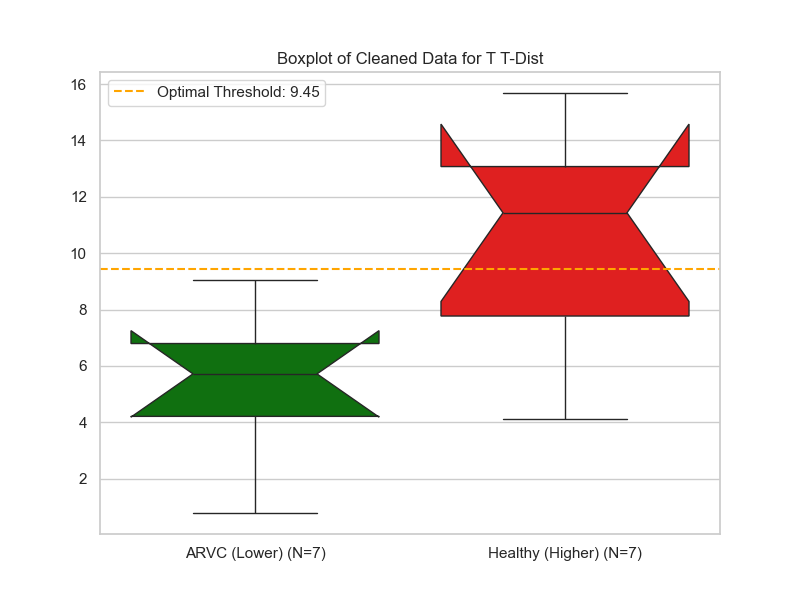 Boxplot of Cleaned Data for T T-Dist
Optimal Threshold: 9.45
16
14
12
10
8
6
4
2
ARVC (Lower) (N=7)
Healthy (Higher) (N=7)